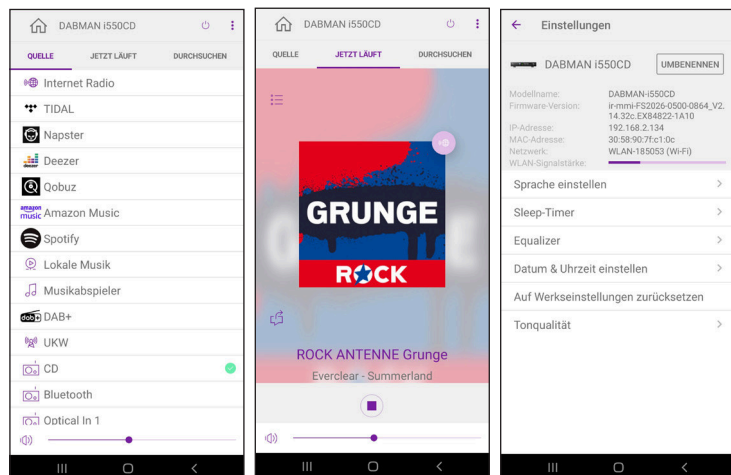 DABMAN i550CD
QUELLE JETZT LÄUFT DURCHSUCHEN
Internet Radio
TIDAL
Napster
deezer Deezer
Qobuz
amazon music Amazon Music
Spotify
Lokale Musik
Musikabspieler
dab+ DAB+
UKW
CD
Bluetooth
Optical In 1
DABMAN i550CD
QUELLE JETZT LÄUFT DURCHSUCHEN
GRUNGE
ROCK
ROCK ANTENNE Grunge
Everclear - Summerland
Einstellungen
DABMAN i550CD UMBENENNEN
Modellname: DABMAN-i550CD
Firmware-Version: ir-mmi-FS2026-0500-0864_V2.
14.32c.EX84822-1A10
IP-Adresse: 192.168.2.134
MAC-Adresse: 30:58:90:7f:c1:0c
Netzwerk: WLAN-185053 (Wi-Fi)
WLAN-Signalstärke:
Sprache einstellen
Sleep-Timer
Equalizer
Datum & Uhrzeit einstellen
Auf Werkseinstellungen zurücksetzen
Tonqualität